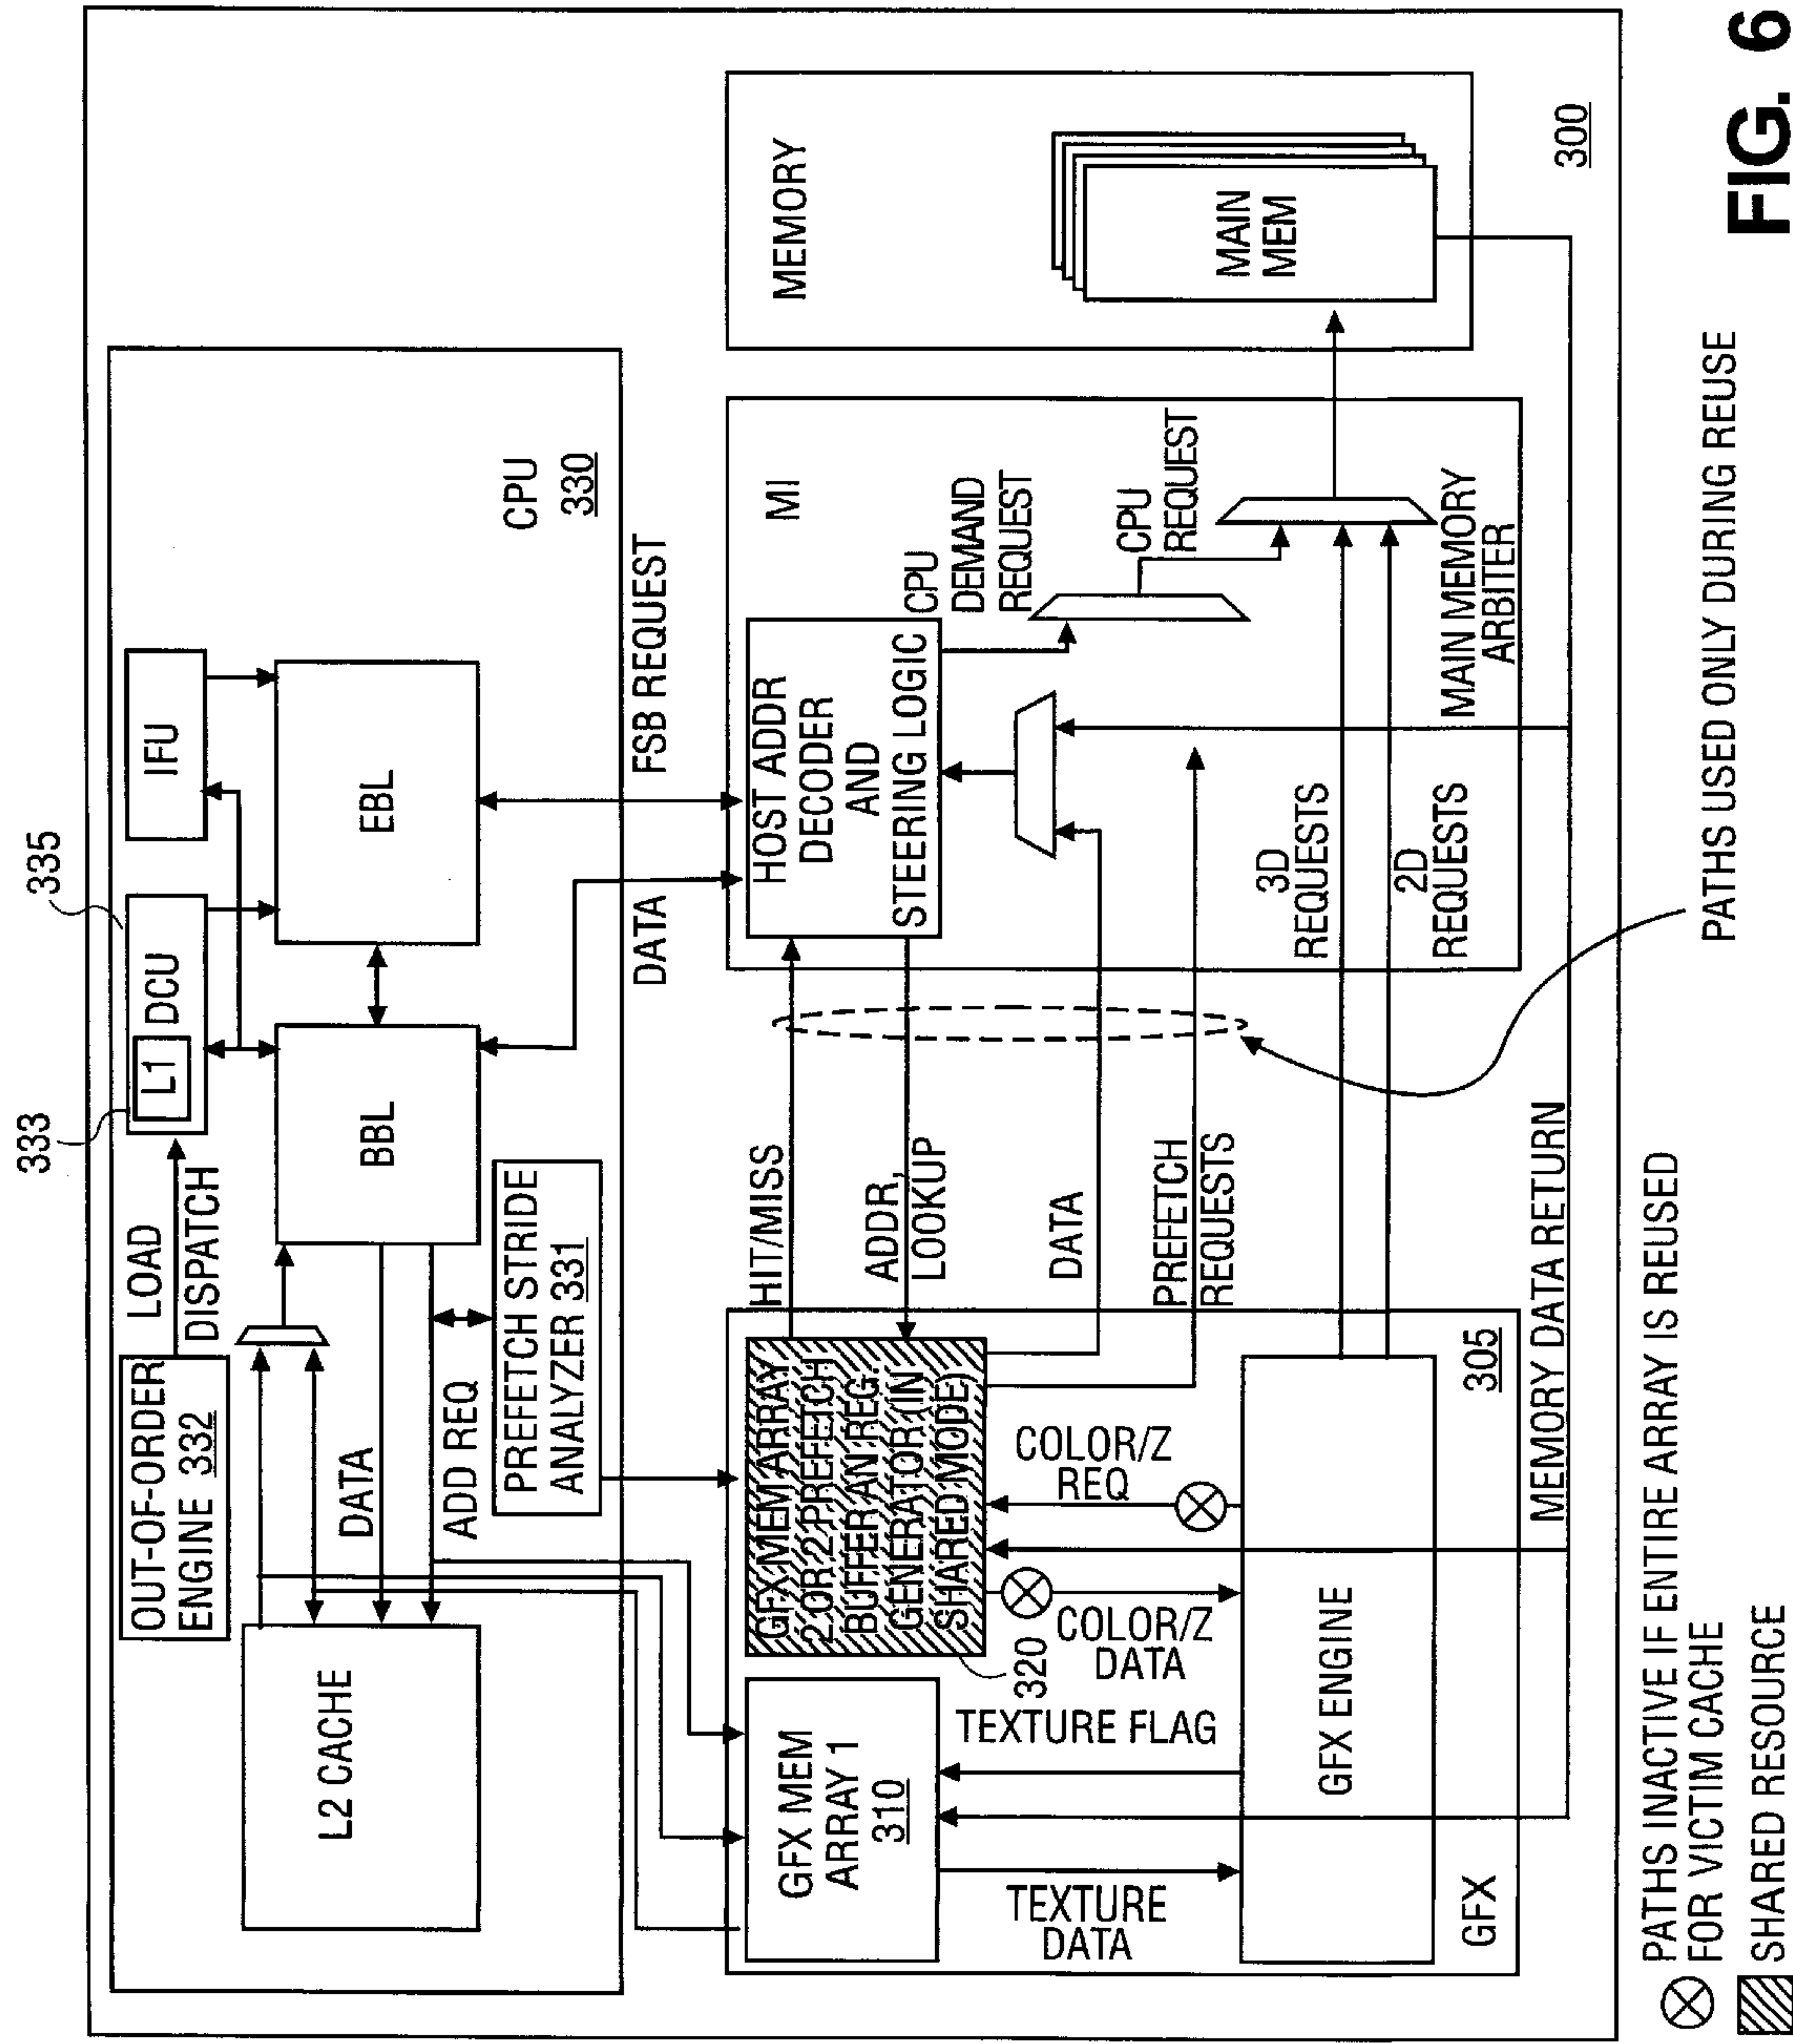 333
335
OUT-OF-ORDER
ENGINE 332
LOAD
DISPATCH
L1
DCU
IFU
CPU
330
L2 CACHE
DATA
ADD REQ
BBL
EBL
PREFETCH STRIDE
ANALYZER 331
DATA
FSB REQUEST
GFX MEM
ARRAY 1
310
GFX MEM ARRAY
2 OR 2 PREFETCH
BUFFER AN REG.
GENERATOR (IN
SHARED MODE)
320
HIT/MISS
ADDR,
LOOKUP
DATA
PREFETCH
REQUESTS
HOST ADDR
DECODER
AND
STEERING LOGIC
MI
CPU
DEMAND
REQUEST
CPU
REQUEST
MEMORY
MAIN
MEM
TEXTURE FLAG
TEXTURE
DATA
COLOR/Z
DATA
COLOR/Z
REQ
GFX ENGINE
GFX
305
3D
REQUESTS
2D
REQUESTS
MAIN MEMORY
ARBITER
MEMORY DATA RETURN
300
PATHS INACTIVE IF ENTIRE ARRAY IS REUSED
FOR VICTIM CACHE
SHARED RESOURCE
PATHS USED ONLY DURING REUSE
FIG. 6